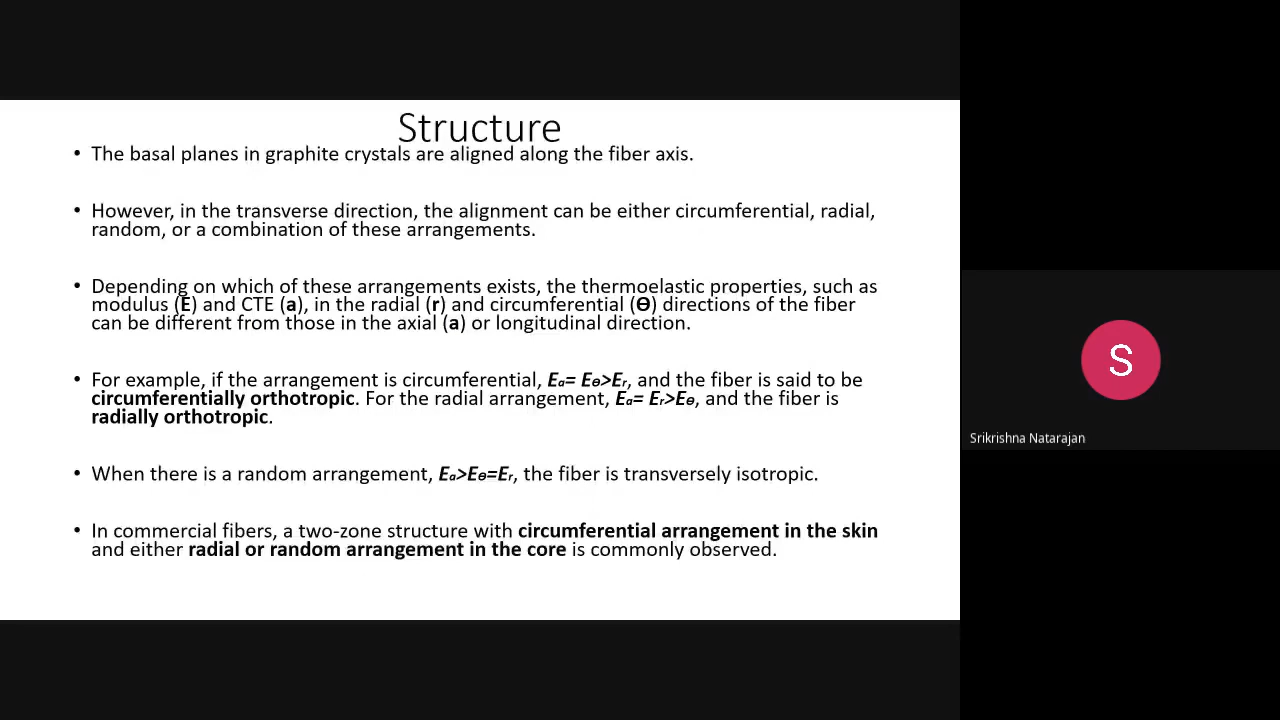 Structure
• The basal planes in graphite crystals are aligned along the fiber axis.
• However, in the transverse direction, the alignment can be either circumferential, radial,
random, or a combination of these arrangements.
• Depending on which of these arrangements exists, the thermoelastic properties, such as
modulus (E) and CTE (a), in the radial (r) and circumferential (Ɵ) directions of the fiber
can be different from those in the axial (a) or longitudinal direction.
• For example, if the arrangement is circumferential, Ea= EƟ>Er, and the fiber is said to be
circumferentially orthotropic. For the radial arrangement, Ea= Er>EƟ, and the fiber is
radially orthotropic.
• When there is a random arrangement, Ea>EƟ=Er, the fiber is transversely isotropic.
• In commercial fibers, a two-zone structure with circumferential arrangement in the skin
and either radial or random arrangement in the core is commonly observed.
S
Srikrishna Natarajan